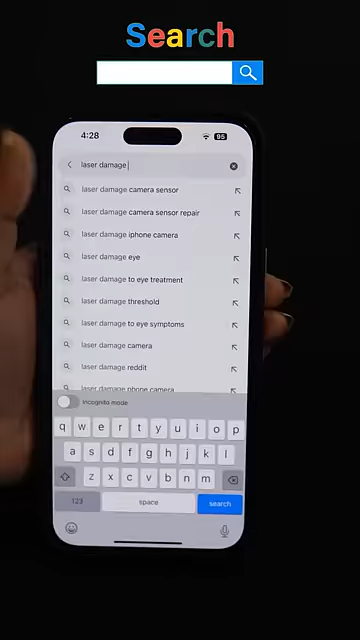 Search
4:28
95
laser damage
laser damage camera sensor
laser damage camera sensor repair
laser damage iphone camera
laser damage eye
laser damage to eye treatment
laser damage threshold
laser damage to eye symptoms
laser damage camera
laser damage reddit
laser damage phone camera
incognito mode
q w e r t y u i o p
a s d f g h j k l
z x c v b n m
123 space search